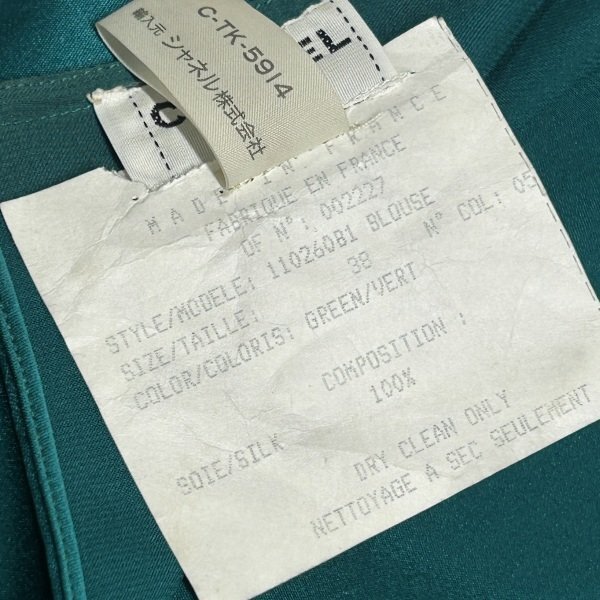 C-TK-5914
輸入元 シャネル株式会社
C
MADE IN FRANCE
FABRIQUE EN FRANCE
OF N°: 002227
STYLE/MODELE: 11026081 BLOUSE
SIZE/TAILLE: 38 N° COL: 05
COLOR/COLORIS: GREEN/VERT
COMPOSITION :
100%
SOIE/SILK
DRY CLEAN ONLY
NETTOYAGE A SEC SEULEMENT